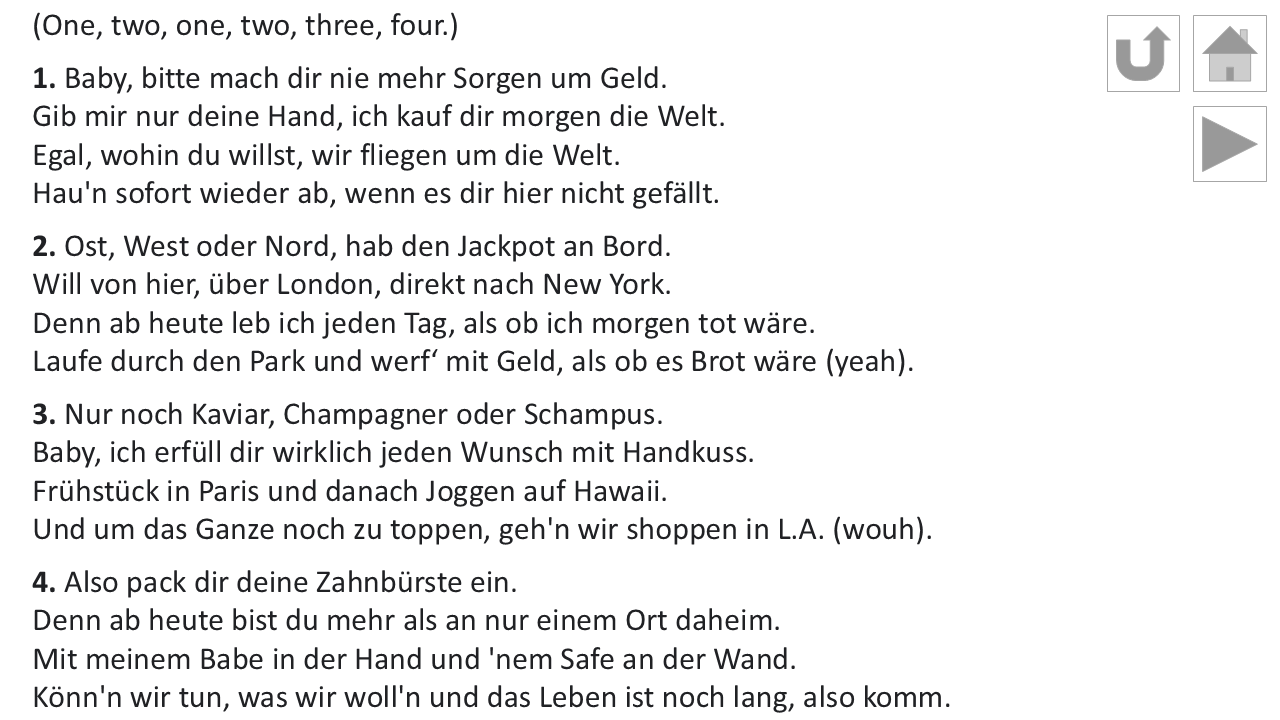 (One, two, one, two, three, four.)
1. Baby, bitte mach dir nie mehr Sorgen um Geld.
Gib mir nur deine Hand, ich kauf dir morgen die Welt.
Egal, wohin du willst, wir fliegen um die Welt.
Hau'n sofort wieder ab, wenn es dir hier nicht gefällt.
2. Ost, West oder Nord, hab den Jackpot an Bord.
Will von hier, über London, direkt nach New York.
Denn ab heute leb ich jeden Tag, als ob ich morgen tot wäre.
Laufe durch den Park und werf‘ mit Geld, als ob es Brot wäre (yeah).
3. Nur noch Kaviar, Champagner oder Schampus.
Baby, ich erfüll dir wirklich jeden Wunsch mit Handkuss.
Frühstück in Paris und danach Joggen auf Hawaii.
Und um das Ganze noch zu toppen, geh'n wir shoppen in L.A. (wouh).
4. Also pack dir deine Zahnbürste ein.
Denn ab heute bist du mehr als an nur einem Ort daheim.
Mit meinem Babe in der Hand und 'nem Safe an der Wand.
Könn'n wir tun, was wir woll'n und das Leben ist noch lang, also komm.